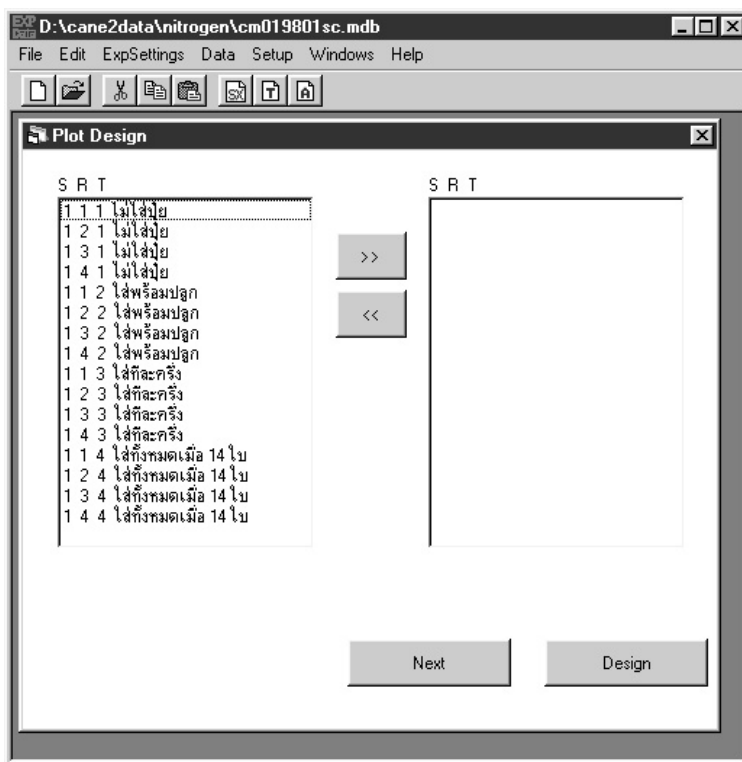 EXP Data D:\cane2data\nitrogen\cm019801sc.mdb
File Edit ExpSettings Data Setup Windows Help
SX T A
Plot Design
S R T
1 1 1 ไม่ใส่ปุ๋ย
1 2 1 ไม่ใส่ปุ๋ย
1 3 1 ไม่ใส่ปุ๋ย
1 4 1 ไม่ใส่ปุ๋ย
1 1 2 ใส่พร้อมปลูก
1 2 2 ใส่พร้อมปลูก
1 3 2 ใส่พร้อมปลูก
1 4 2 ใส่พร้อมปลูก
1 1 3 ใส่ทีละครึ่ง
1 2 3 ใส่ทีละครึ่ง
1 3 3 ใส่ทีละครึ่ง
1 4 3 ใส่ทีละครึ่ง
1 1 4 ใส่ทั้งหมดเมื่อ 14 ใบ
1 2 4 ใส่ทั้งหมดเมื่อ 14 ใบ
1 3 4 ใส่ทั้งหมดเมื่อ 14 ใบ
1 4 4 ใส่ทั้งหมดเมื่อ 14 ใบ
>>
<<
S R T
Next Design